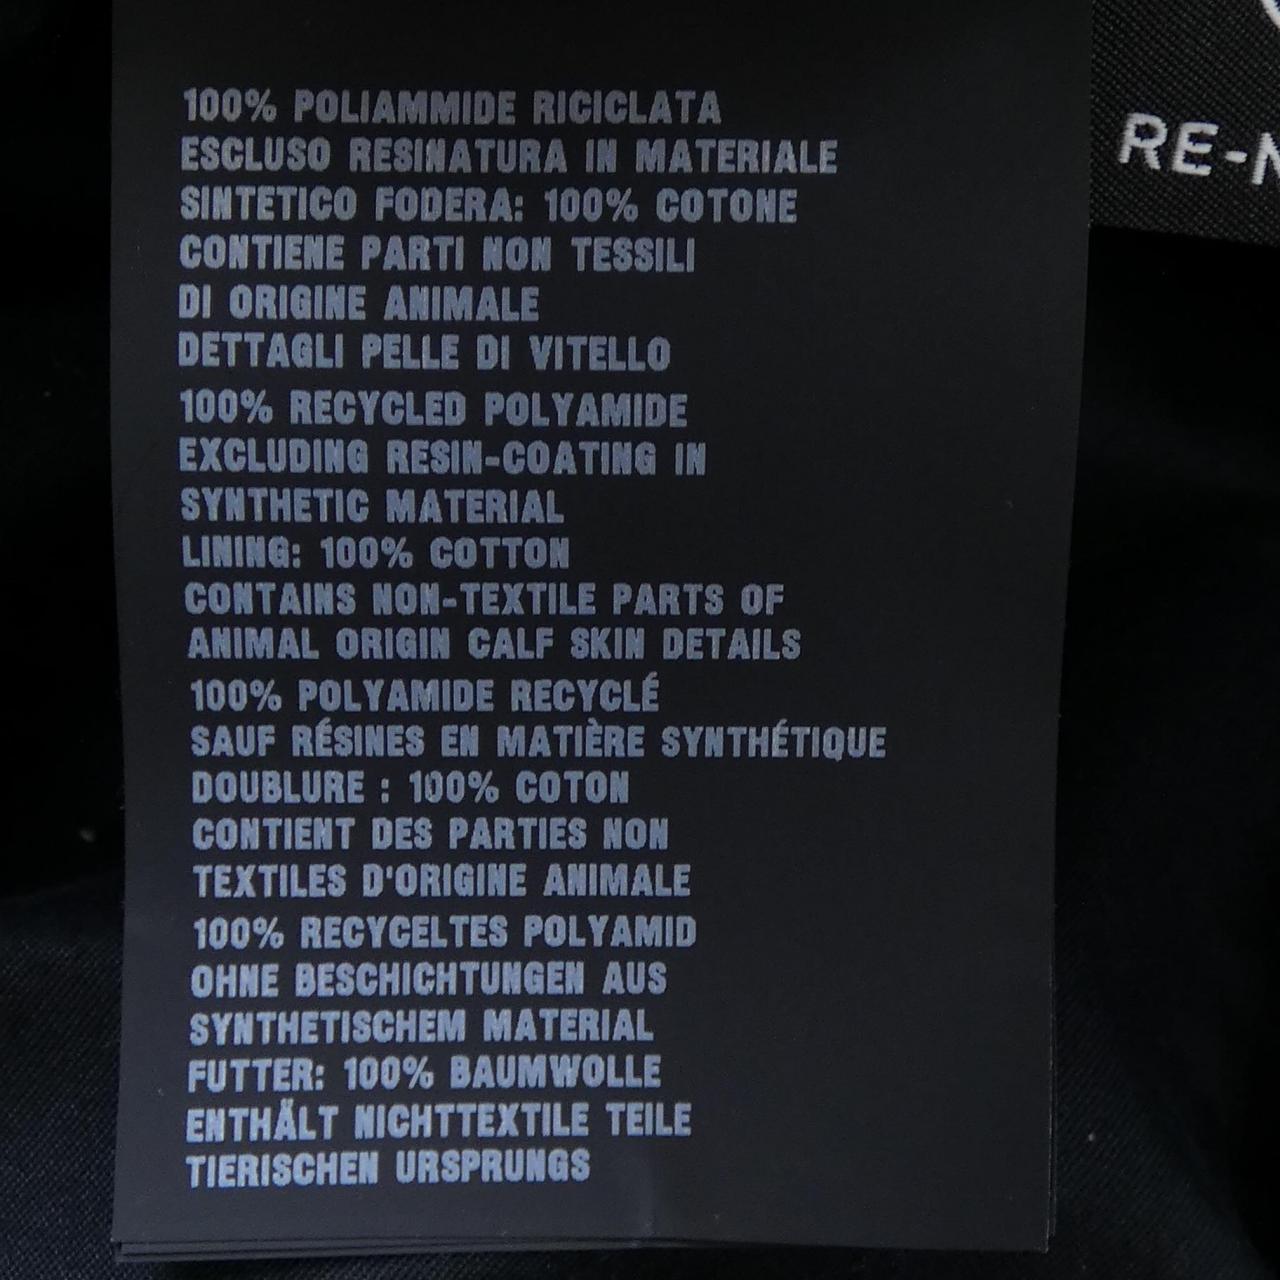 100% POLIAMMIDE RICICLATA
ESCLUSO RESINATURA IN MATERIALE
SINTETICO FODERA: 100% COTONE
CONTIENE PARTI NON TESSILI
DI ORIGINE ANIMALE
DETTAGLI PELLE DI VITELLO
100% RECYCLED POLYAMIDE
EXCLUDING RESIN-COATING IN
SYNTHETIC MATERIAL
LINING: 100% COTTON
CONTAINS NON-TEXTILE PARTS OF
ANIMAL ORIGIN CALF SKIN DETAILS
100% POLYAMIDE RECYCLÉ
SAUF RÉSINES EN MATIÈRE SYNTHÉTIQUE
DOUBLURE : 100% COTON
CONTIENT DES PARTIES NON
TEXTILES D'ORIGINE ANIMALE
100% RECYCELTES POLYAMID
OHNE BESCHICHTUNGEN AUS
SYNTHETISCHEM MATERIAL
FUTTER: 100% BAUMWOLLE
ENTHÄLT NICHTTEXTILE TEILE
TIERISCHEN URSPRUNGS
RE-